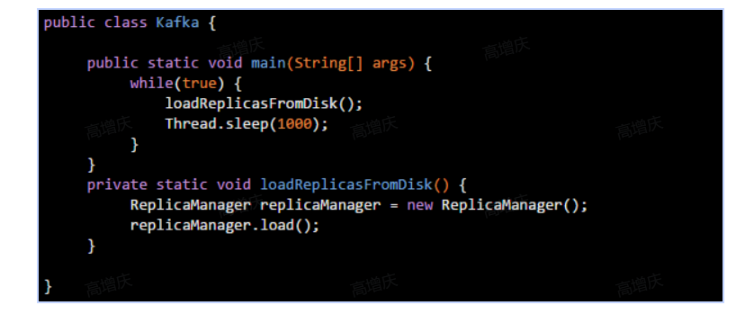 public class Kafka {
    public static void main(String[] args) {
        while(true) {
            loadReplicasFromDisk();
            Thread.sleep(1000);
        }
    }
    private static void loadReplicasFromDisk() {
        ReplicaManager replicaManager = new ReplicaManager();
        replicaManager.load();
    }
}
高增庆
高增庆
高增庆
高增庆
高增庆
高增庆
高增庆
高增庆